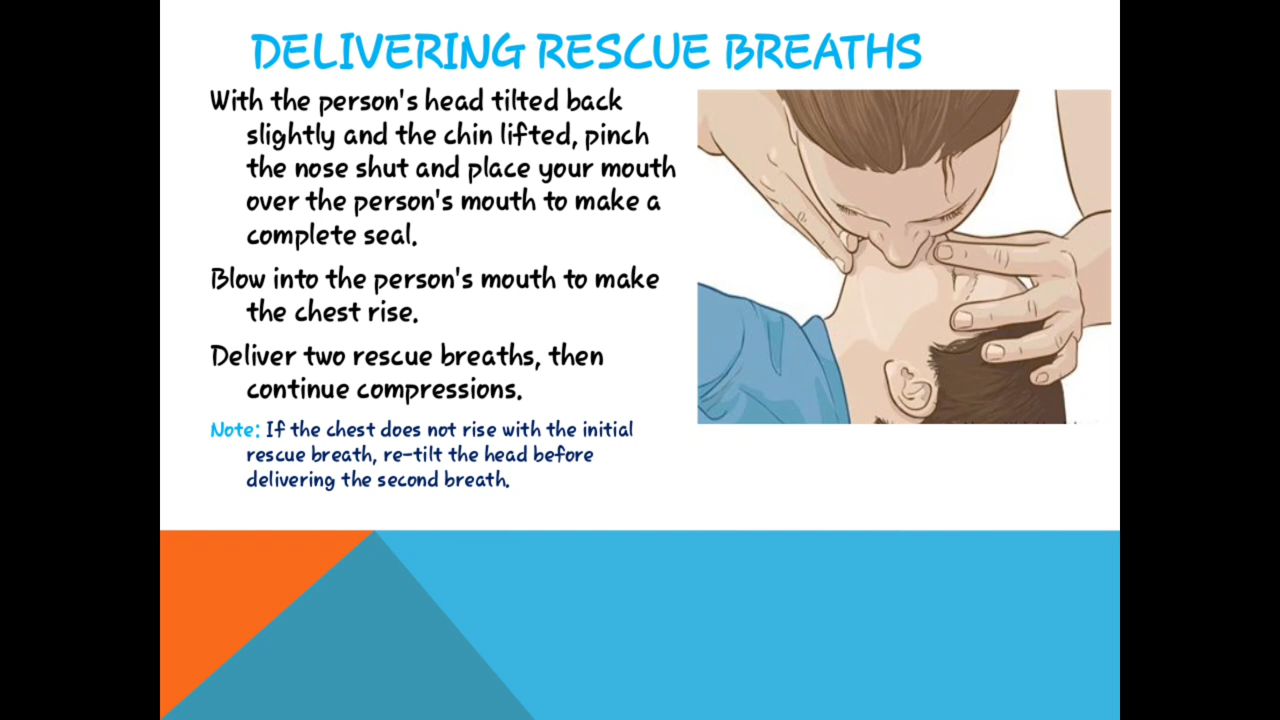 DELIVERING RESCUE BREATHS
With the person's head tilted back
slightly and the chin lifted, pinch
the nose shut and place your mouth
over the person's mouth to make a
complete seal.
Blow into the person's mouth to make
the chest rise.
Deliver two rescue breaths, then
continue compressions.
Note: If the chest does not rise with the initial
rescue breath, re-tilt the head before
delivering the second breath.